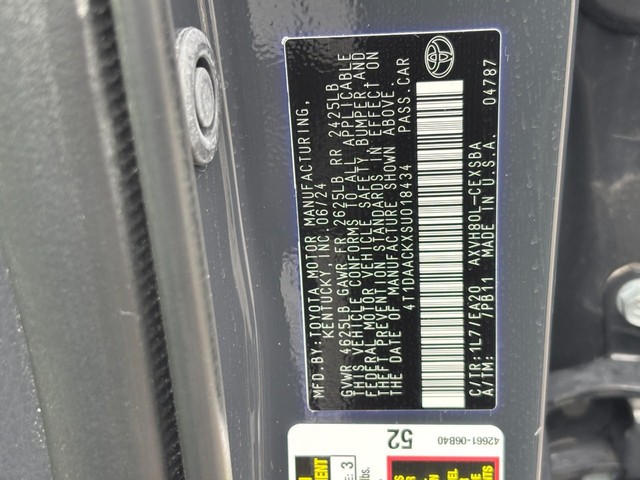 MFD.BY:TOYOTA MOTOR MANUFACTURING,
KENTUCKY,INC. 06/24
GVWR 4625LB GAWR FR 2625LB RR 2425LB
THIS VEHICLE CONFORMS TO ALL APPLICABLE
FEDERAL MOTOR VEHICLE SAFETY, BUMPER AND
THEFT PREVENTION STANDARDS IN EFFECT ON
THE DATE OF MANUFACTURE SHOWN ABOVE.
4T1DAACKXSU018434 PASS.CAR
C/TR:1L7/EA20 AXVH80L-CEXSBA
A/TM: 7PB11 MADE IN U.S.A. 04787
52
42661-06B40